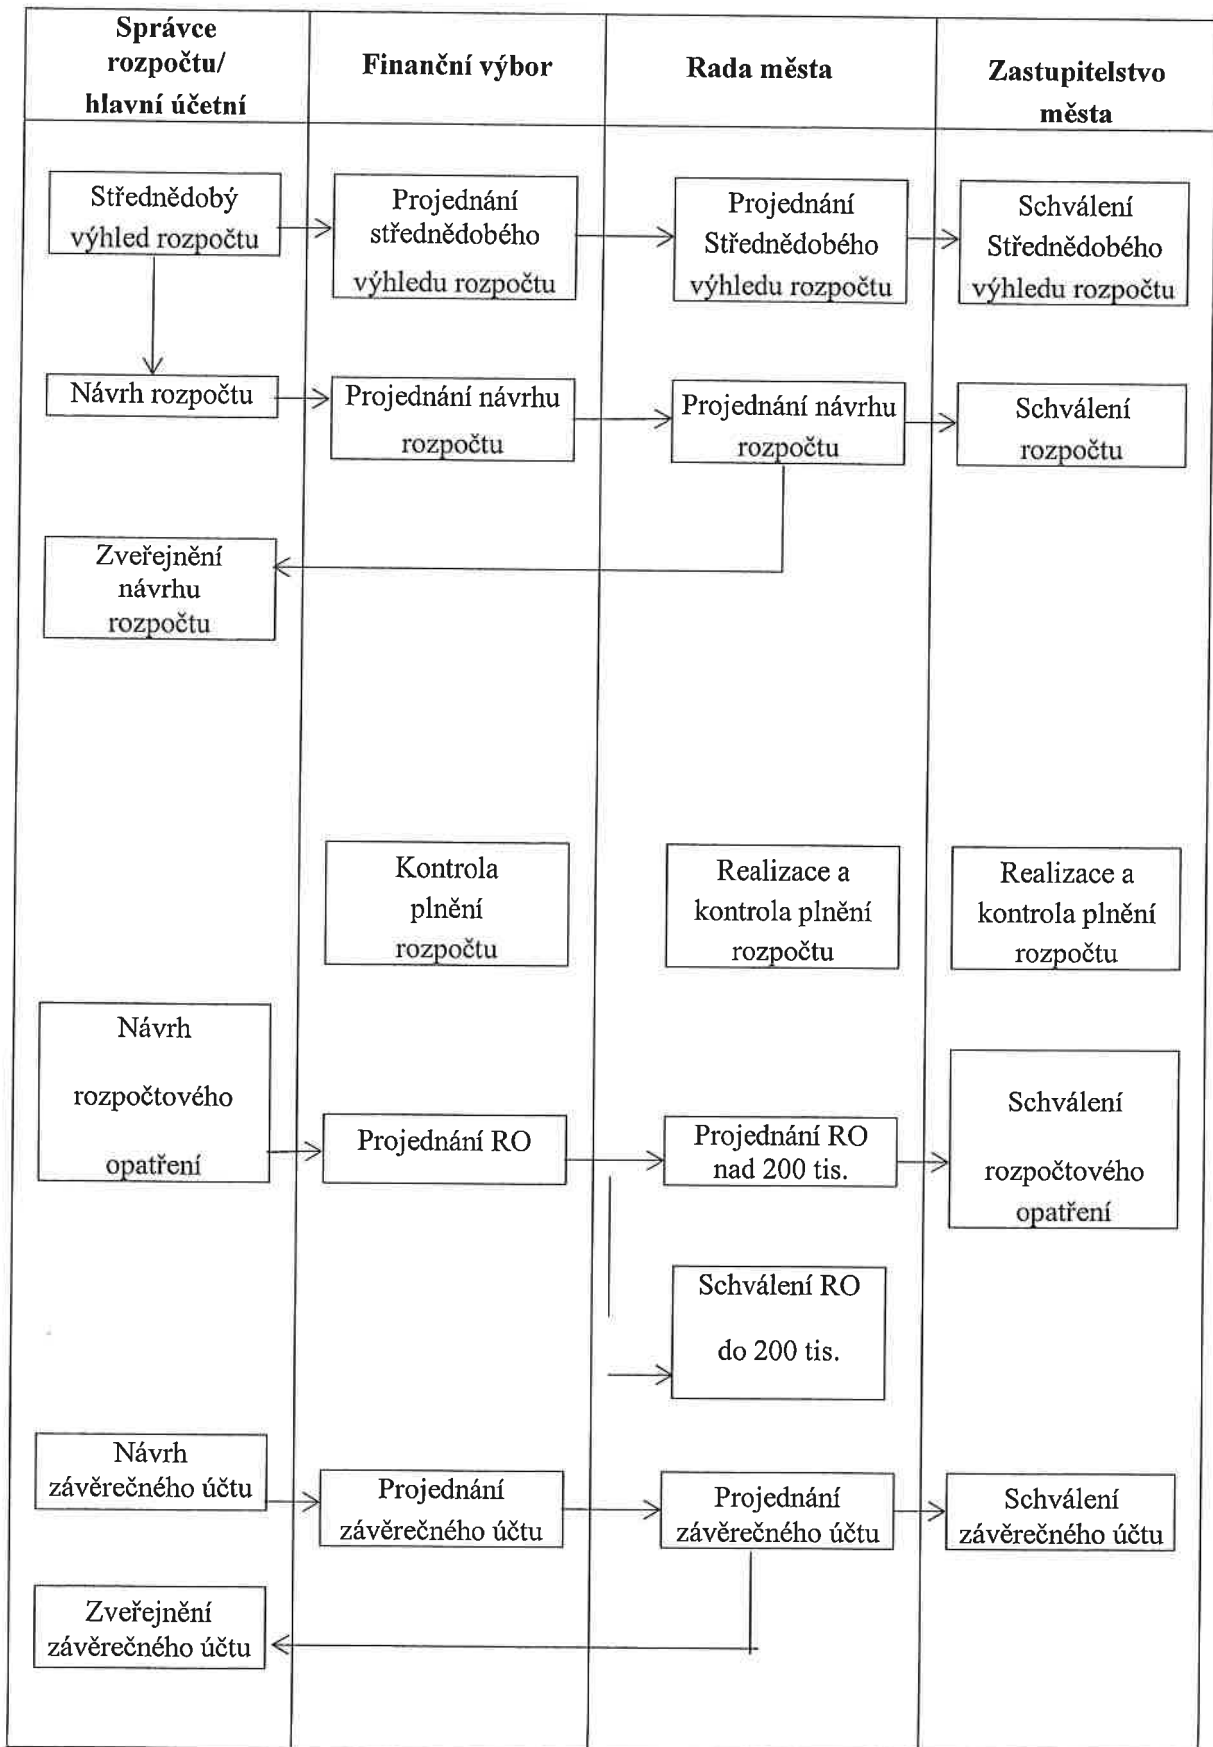 Správce
rozpočtu/
hlavní účetní
Finanční výbor
Rada města
Zastupitelstvo
města
Střednědobý
výhled rozpočtu
Projednání
střednědobého
výhledu rozpočtu
Projednání
Střednědobého
výhledu rozpočtu
Schválení
Střednědobého
výhledu rozpočtu
Návrh rozpočtu
Projednání návrhu
rozpočtu
Projednání návrhu
rozpočtu
Schválení
rozpočtu
Zveřejnění
návrhu
rozpočtu
Kontrola
plnění
rozpočtu
Realizace a
kontrola plnění
rozpočtu
Realizace a
kontrola plnění
rozpočtu
Návrh
rozpočtového
opatření
Projednání RO
Projednání RO
nad 200 tis.
Schválení
rozpočtového
opatření
Schválení RO
do 200 tis.
Návrh
závěrečného účtu
Projednání
závěrečného účtu
Projednání
závěrečného účtu
Schválení
závěrečného účtu
Zveřejnění
závěrečného účtu